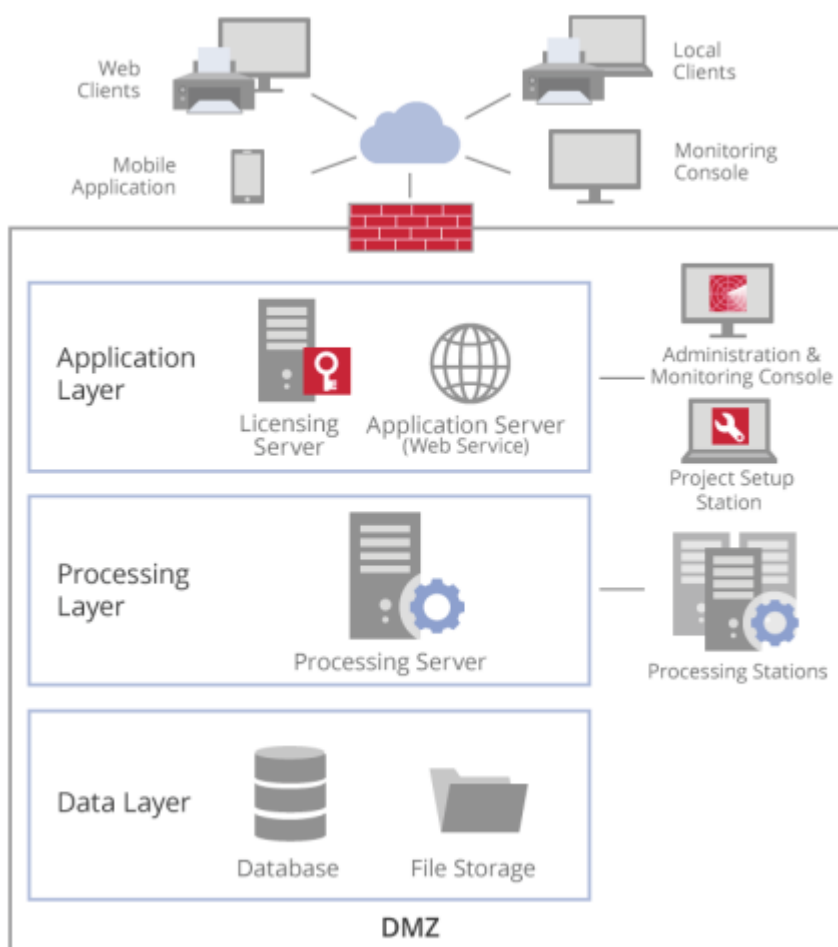 Web
Clients
Local
Clients
Mobile
Application
Monitoring
Console
Application
Layer
Licensing
Server
Application Server
(Web Service)
Administration &
Monitoring Console
Project Setup
Station
Processing
Layer
Processing Server
Processing Stations
Data Layer
Database
File Storage
DMZ